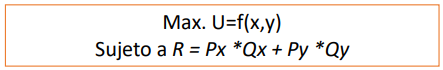 Max. U=f(x,y)
Sujeto a R = Px *Qx + Py *Qy